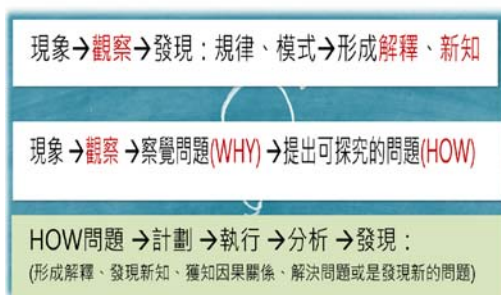 現象→觀察→發現：規律、模式→形成解釋、新知
現象→觀察→察覺問題(WHY)→提出可探究的問題(HOW)
HOW問題→計劃→執行→分析→發現：
(形成解釋、發現新知、獲知因果關係、解決問題或是發現新的問題)